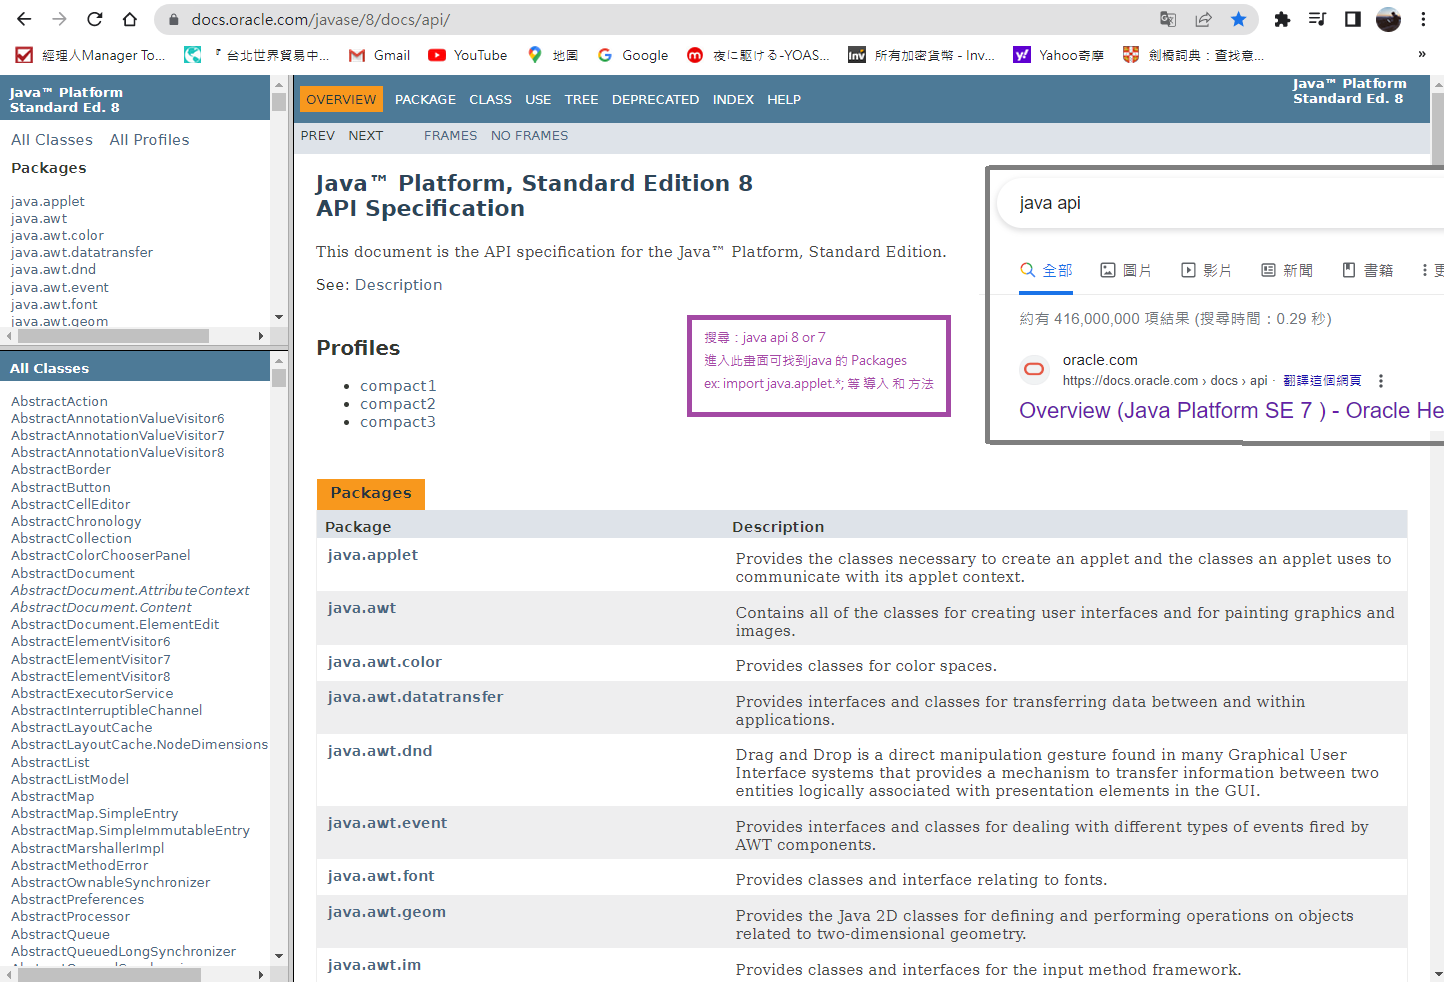 docs.oracle.com/javase/8/docs/api/
經理人Manager To...
『 台北世界貿易中...
Gmail
YouTube
地圖
Google
夜に駆ける-YOAS...
所有加密貨幣 - Inv...
Yahoo奇摩
劍橋詞典：查找意...
»
Java™ Platform
Standard Ed. 8
All Classes All Profiles
Packages
java.applet
java.awt
java.awt.color
java.awt.datatransfer
java.awt.dnd
java.awt.event
java.awt.font
java.awt.geom
All Classes
AbstractAction
AbstractAnnotationValueVisitor6
AbstractAnnotationValueVisitor7
AbstractAnnotationValueVisitor8
AbstractBorder
AbstractButton
AbstractCellEditor
AbstractChronology
AbstractCollection
AbstractColorChooserPanel
AbstractDocument
AbstractDocument.AttributeContext
AbstractDocument.Content
AbstractDocument.ElementEdit
AbstractElementVisitor6
AbstractElementVisitor7
AbstractElementVisitor8
AbstractExecutorService
AbstractInterruptibleChannel
AbstractLayoutCache
AbstractLayoutCache.NodeDimensions
AbstractList
AbstractListModel
AbstractMap
AbstractMap.SimpleEntry
AbstractMap.SimpleImmutableEntry
AbstractMarshallerImpl
AbstractMethodError
AbstractOwnableSynchronizer
AbstractPreferences
AbstractProcessor
AbstractQueue
AbstractQueuedLongSynchronizer
OVERVIEW PACKAGE CLASS USE TREE DEPRECATED INDEX HELP
Java™ Platform
Standard Ed. 8
PREV NEXT FRAMES NO FRAMES
Java™ Platform, Standard Edition 8
API Specification
This document is the API specification for the Java™ Platform, Standard Edition.
See: Description
Profiles
compact1
compact2
compact3
搜尋：java api 8 or 7
進入此畫面可找到java 的 Packages
ex: import java.applet.*; 等 導入 和 方法
java api
全部 圖片 影片 新聞 書籍 更
約有 416,000,000 項結果 (搜尋時間：0.29 秒)
oracle.com
https://docs.oracle.com › docs › api · 翻譯這個網頁
Overview (Java Platform SE 7 ) - Oracle He
Packages
Package Description
java.applet
Provides the classes necessary to create an applet and the classes an applet uses to
communicate with its applet context.
java.awt
Contains all of the classes for creating user interfaces and for painting graphics and
images.
java.awt.color
Provides classes for color spaces.
java.awt.datatransfer
Provides interfaces and classes for transferring data between and within
applications.
java.awt.dnd
Drag and Drop is a direct manipulation gesture found in many Graphical User
Interface systems that provides a mechanism to transfer information between two
entities logically associated with presentation elements in the GUI.
java.awt.event
Provides interfaces and classes for dealing with different types of events fired by
AWT components.
java.awt.font
Provides classes and interface relating to fonts.
java.awt.geom
Provides the Java 2D classes for defining and performing operations on objects
related to two-dimensional geometry.
java.awt.im
Provides classes and interfaces for the input method framework.